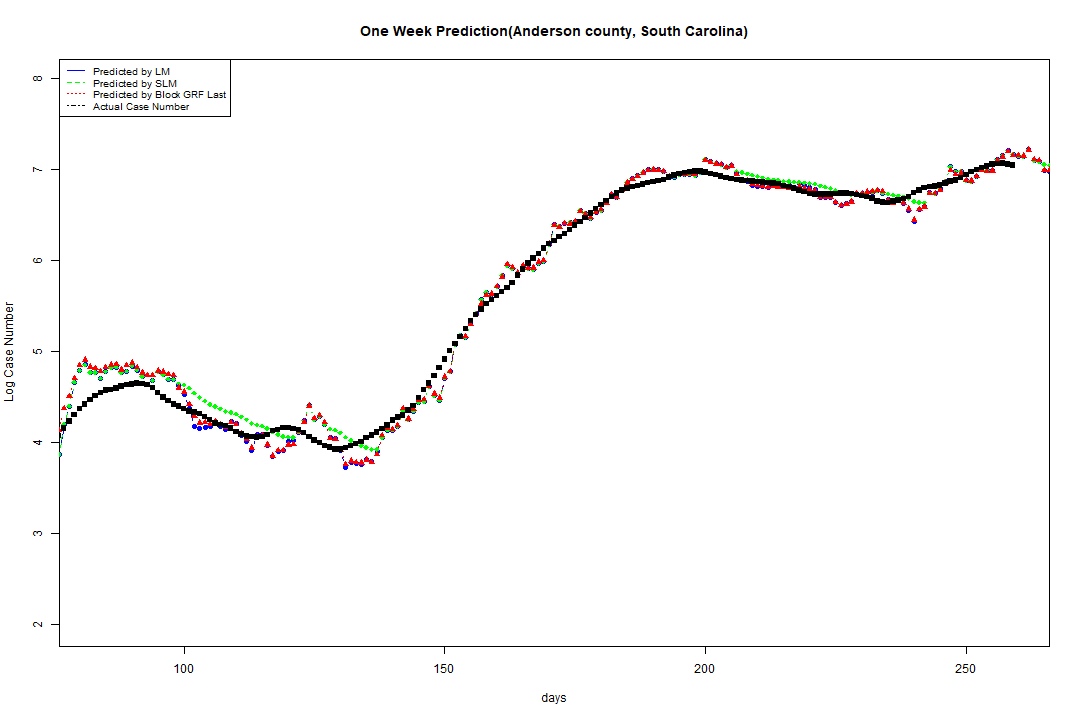 One Week Prediction(Anderson county, South Carolina)
Predicted by LM
Predicted by SLM
Predicted by Block GRF Last
Actual Case Number
8
7
6
5
4
3
2
Log Case Number
100 150 200 250
days